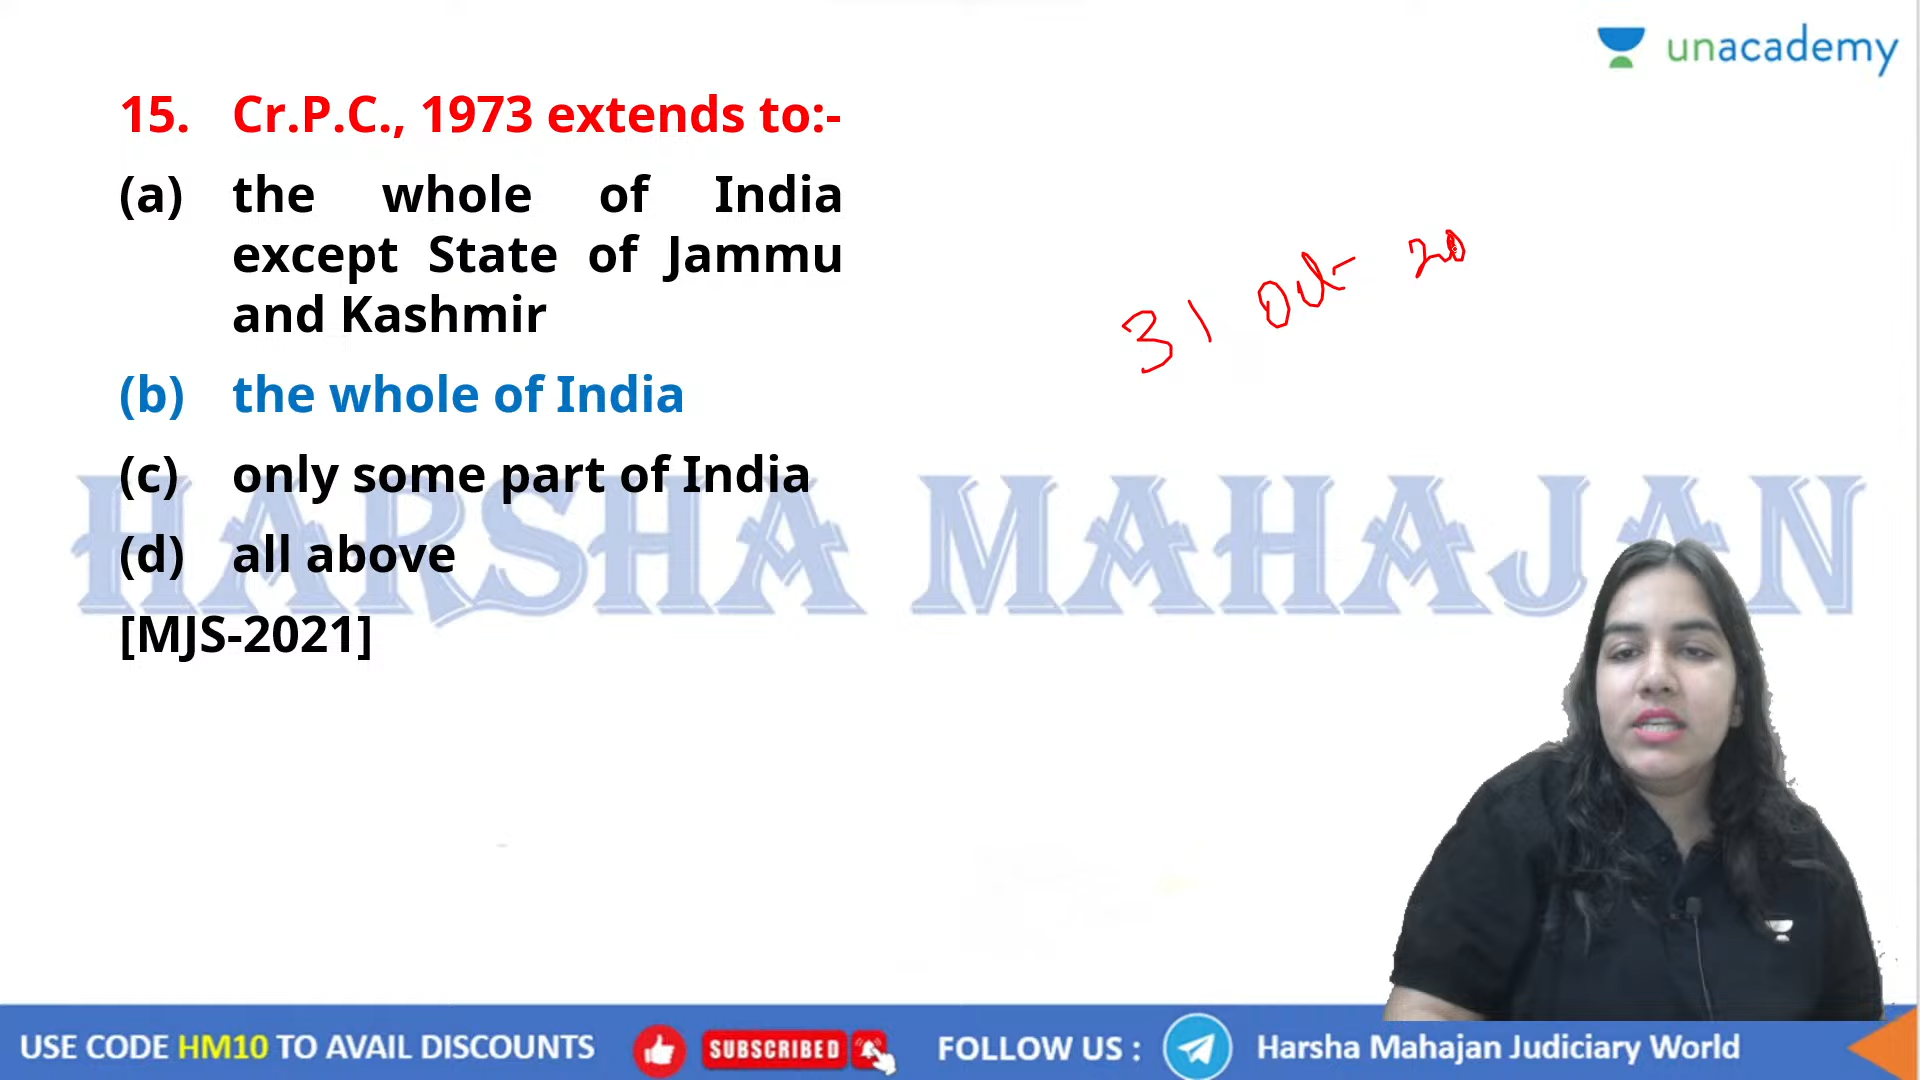 unacademy
15. Cr.P.C., 1973 extends to:-
(a) the whole of India
except State of Jammu
and Kashmir
31 Oct 20
(b) the whole of India
(c) only some part of India
HARSHA MAHAJAN
(d) all above
[MJS-2021]
USE CODE HM10 TO AVAIL DISCOUNTS
SUBSCRIBED
FOLLOW US :
Harsha Mahajan Judiciary World